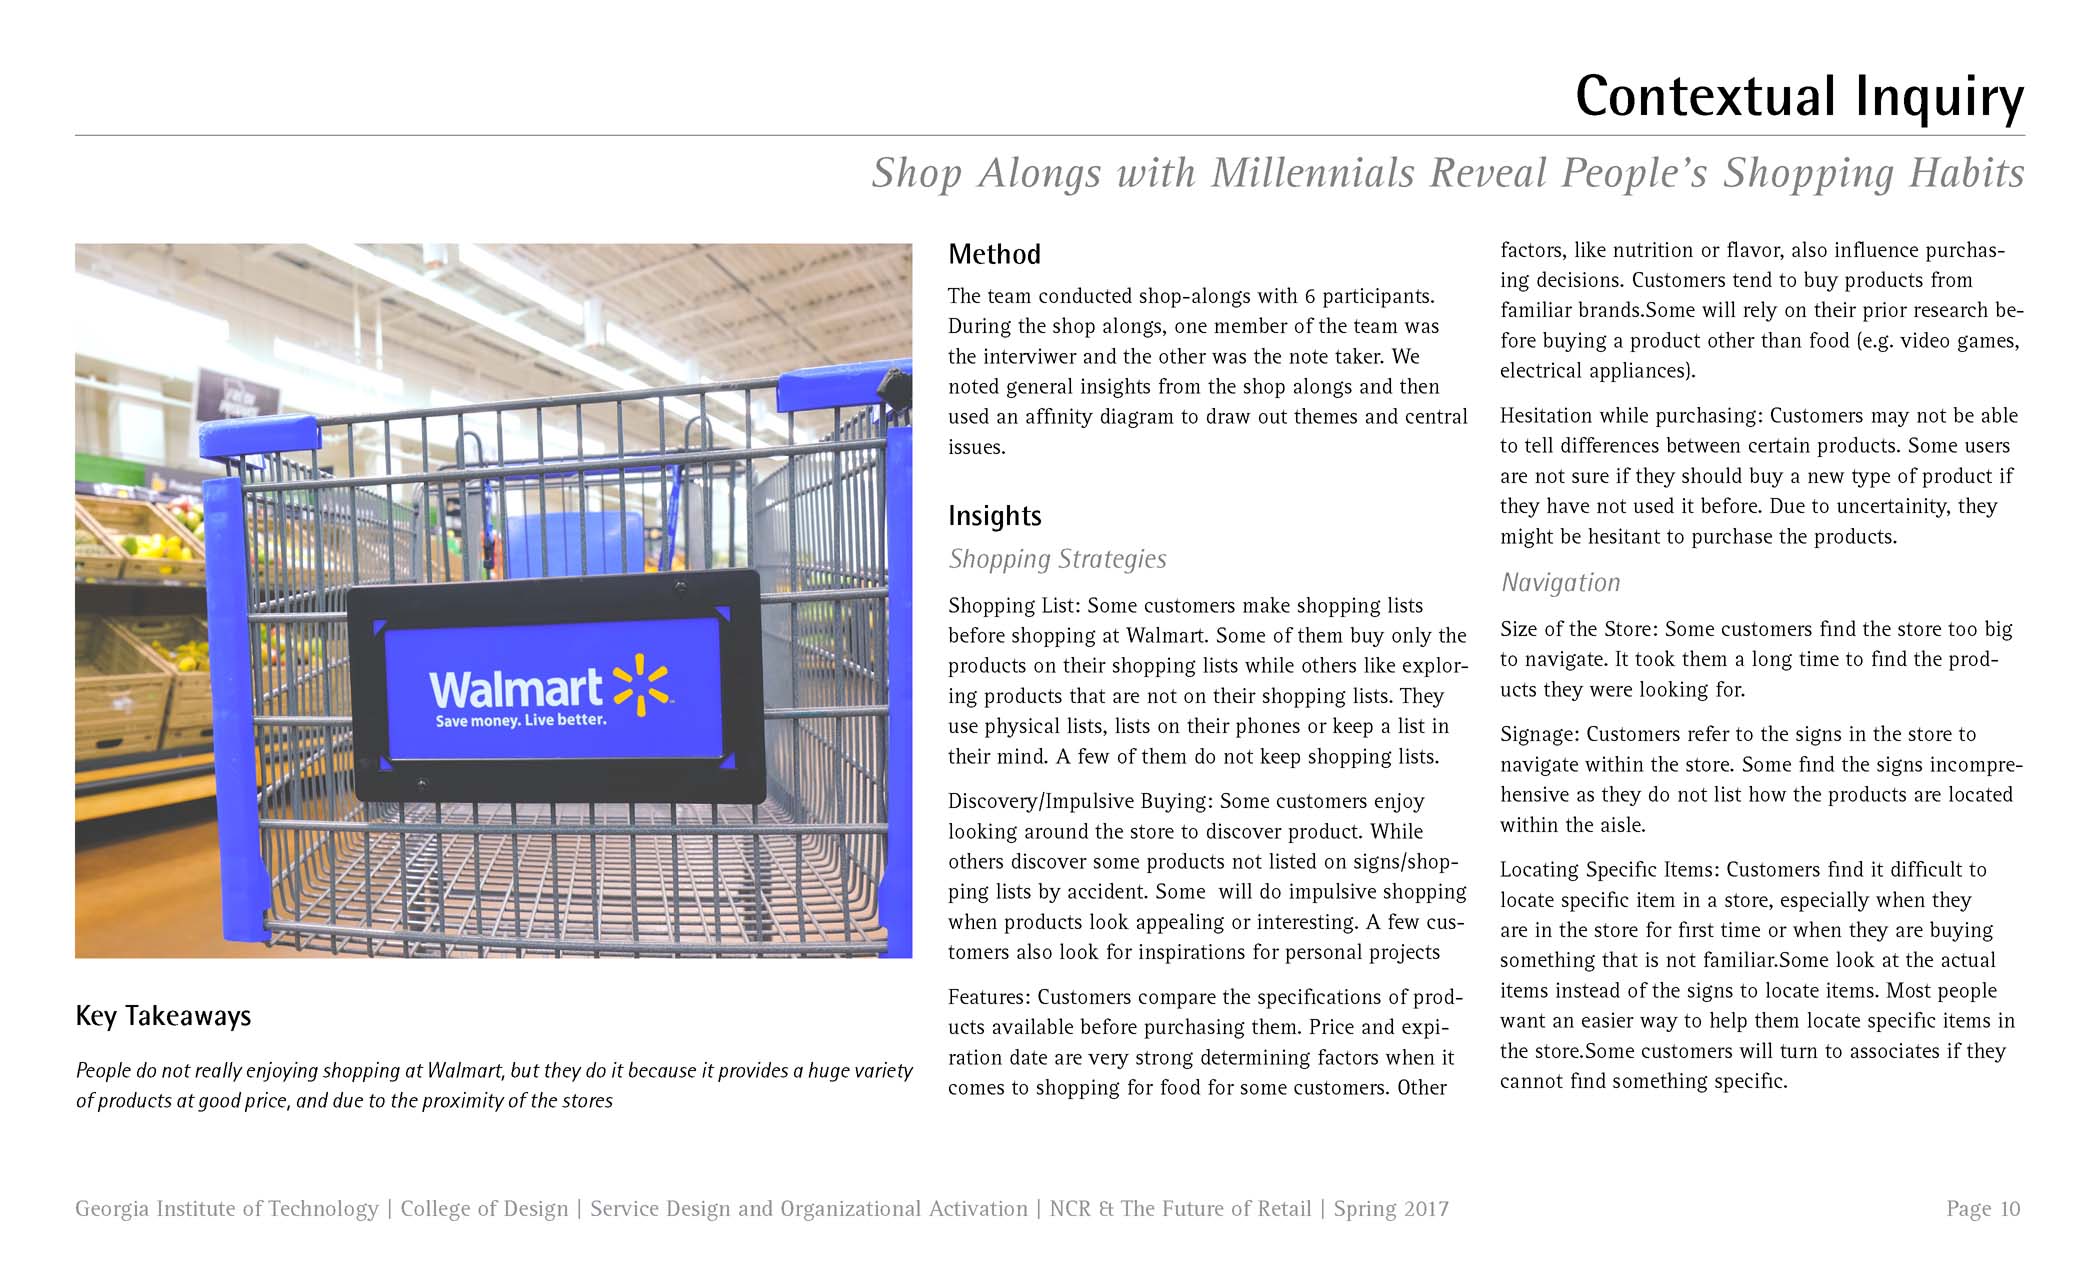 Contextual Inquiry
Shop Alongs with Millennials Reveal People's Shopping Habits
Walmart
Save money. Live better.
Key Takeaways
People do not really enjoying shopping at Walmart, but they do it because it provides a huge variety
of products at good price, and due to the proximity of the stores
Method
The team conducted shop-alongs with 6 participants.
During the shop alongs, one member of the team was
the interviwer and the other was the note taker. We
noted general insights from the shop alongs and then
used an affinity diagram to draw out themes and central
issues.
Insights
Shopping Strategies
Shopping List: Some customers make shopping lists
before shopping at Walmart. Some of them buy only the
products on their shopping lists while others like explor-
ing products that are not on their shopping lists. They
use physical lists, lists on their phones or keep a list in
their mind. A few of them do not keep shopping lists.
Discovery/Impulsive Buying: Some customers enjoy
looking around the store to discover product. While
others discover some products not listed on signs/shop-
ping lists by accident. Some  will do impulsive shopping
when products look appealing or interesting. A few cus-
tomers also look for inspirations for personal projects
Features: Customers compare the specifications of prod-
ucts available before purchasing them. Price and expi-
ration date are very strong determining factors when it
comes to shopping for food for some customers. Other
factors, like nutrition or flavor, also influence purchas-
ing decisions. Customers tend to buy products from
familiar brands.Some will rely on their prior research be-
fore buying a product other than food (e.g. video games,
electrical appliances).
Hesitation while purchasing: Customers may not be able
to tell differences between certain products. Some users
are not sure if they should buy a new type of product if
they have not used it before. Due to uncertainity, they
might be hesitant to purchase the products.
Navigation
Size of the Store: Some customers find the store too big
to navigate. It took them a long time to find the prod-
ucts they were looking for.
Signage: Customers refer to the signs in the store to
navigate within the store. Some find the signs incompre-
hensive as they do not list how the products are located
within the aisle.
Locating Specific Items: Customers find it difficult to
locate specific item in a store, especially when they
are in the store for first time or when they are buying
something that is not familiar.Some look at the actual
items instead of the signs to locate items. Most people
want an easier way to help them locate specific items in
the store.Some customers will turn to associates if they
cannot find something specific.
Georgia Institute of Technology | College of Design | Service Design and Organizational Activation | NCR & The Future of Retail | Spring 2017
Page 10